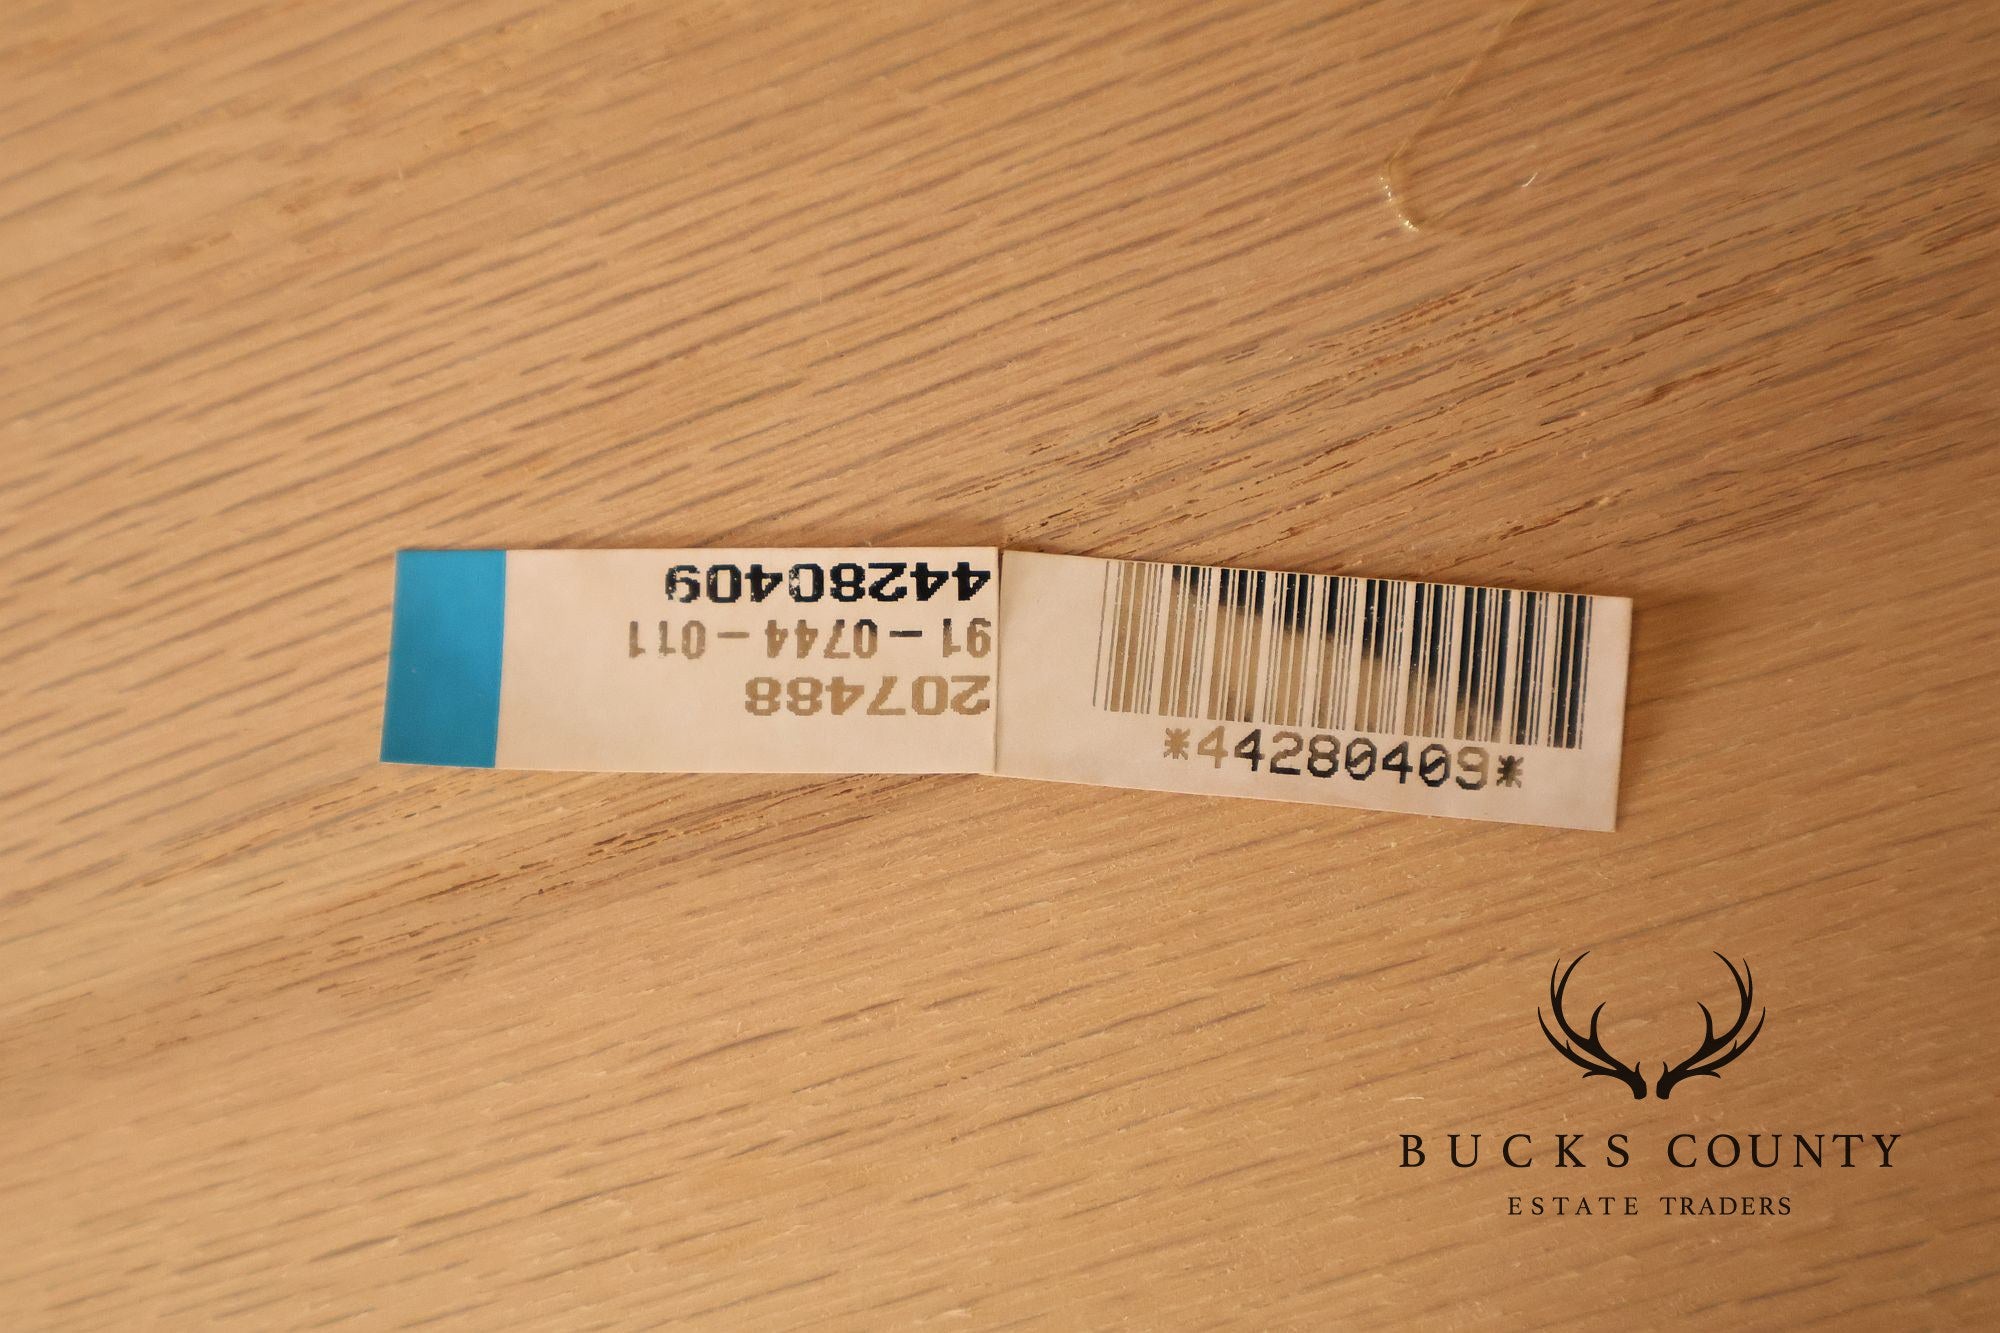 207488
91-0744-011
44280409
*44280409*
BUCKS COUNTY
ESTATE TRADERS